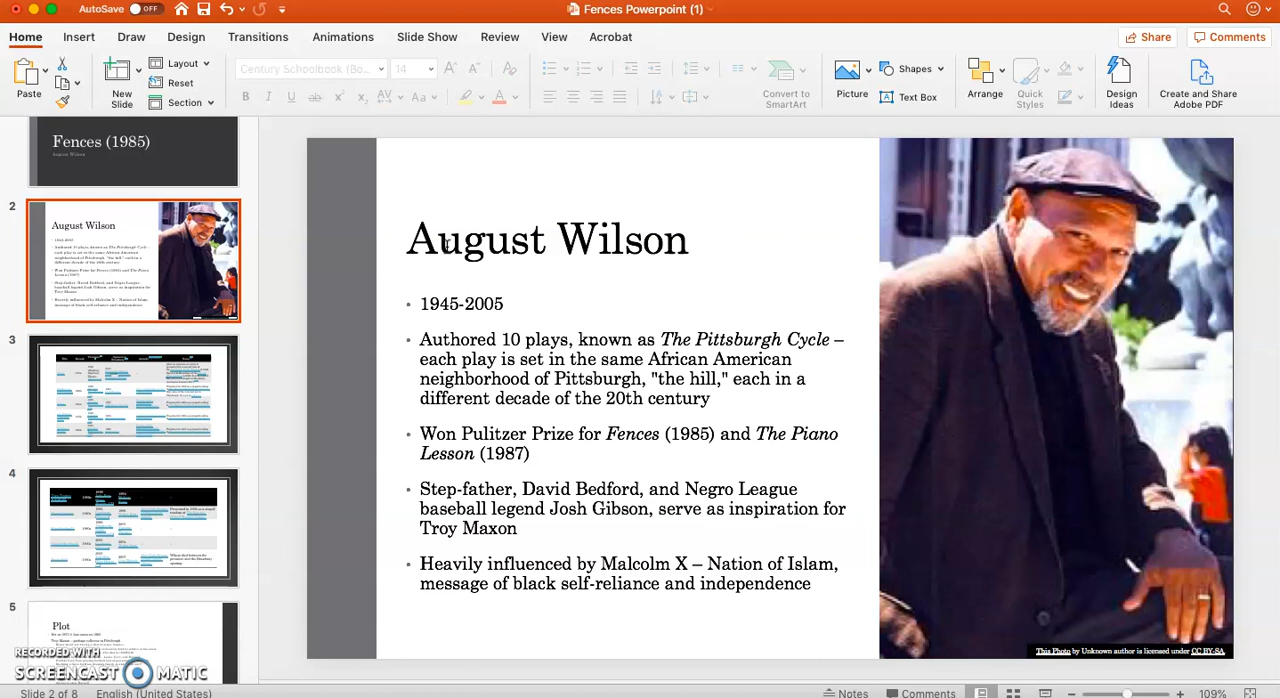 AutoSave OFF
Fences Powerpoint (1)
Home Insert Draw Design Transitions Animations Slide Show Review View Acrobat Share Comments
Paste
New Slide
Layout
Reset
Section
Century Schoolbook (Bo... 14
Convert to SmartArt
Picture
Shapes
Text Box
Arrange
Quick Styles
Design Ideas
Create and Share Adobe PDF
Fences (1985)
August Wilson
2
August Wilson
3
4
5
Plot
August Wilson
• 1945-2005
• Authored 10 plays, known as The Pittsburgh Cycle –
each play is set in the same African American
neighborhood of Pittsburgh, "the hill," each in a
different decade of the 20th century
• Won Pulitzer Prize for Fences (1985) and The Piano
Lesson (1987)
• Step-father, David Bedford, and Negro League
baseball legend Josh Gibson, serve as inspiration for
Troy Maxon
• Heavily influenced by Malcolm X – Nation of Islam,
message of black self-reliance and independence
This Photo by Unknown author is licensed under CC BY-SA.
RECORDED WITH
SCREENCAST MATIC
Slide 2 of 8 English (United States) Notes Comments 109%